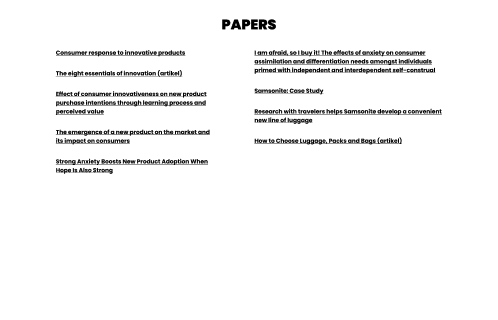 PAPERS
Consumer response to innovative products
The eight essentials of innovation (artikel)
Effect of consumer innovativeness on new product
purchase intentions through learning process and
perceived value
The emergence of a new product on the market and
its impact on consumers
Strong Anxiety Boosts New Product Adoption When
Hope Is Also Strong
I am afraid, so I buy it! The effects of anxiety on consumer
assimilation and differentiation needs amongst individuals
primed with independent and interdependent self-construal
Samsonite: Case Study
Research with travelers helps Samsonite develop a convenient
new line of luggage
How to Choose Luggage, Packs and Bags (artikel)